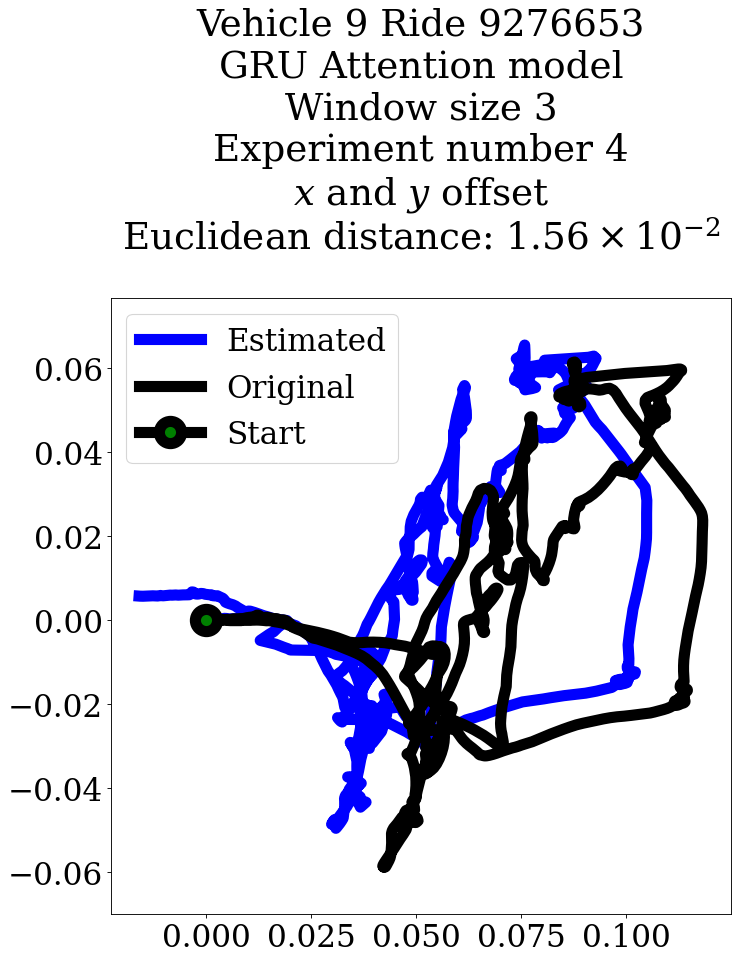 Vehicle 9 Ride 9276653
GRU Attention model
Window size 3
Experiment number 4
x and y offset
Euclidean distance: 1.56 × 10⁻²
Estimated
Original
Start
0.06
0.04
0.02
0.00
−0.02
−0.04
−0.06
0.000 0.025 0.050 0.075 0.100